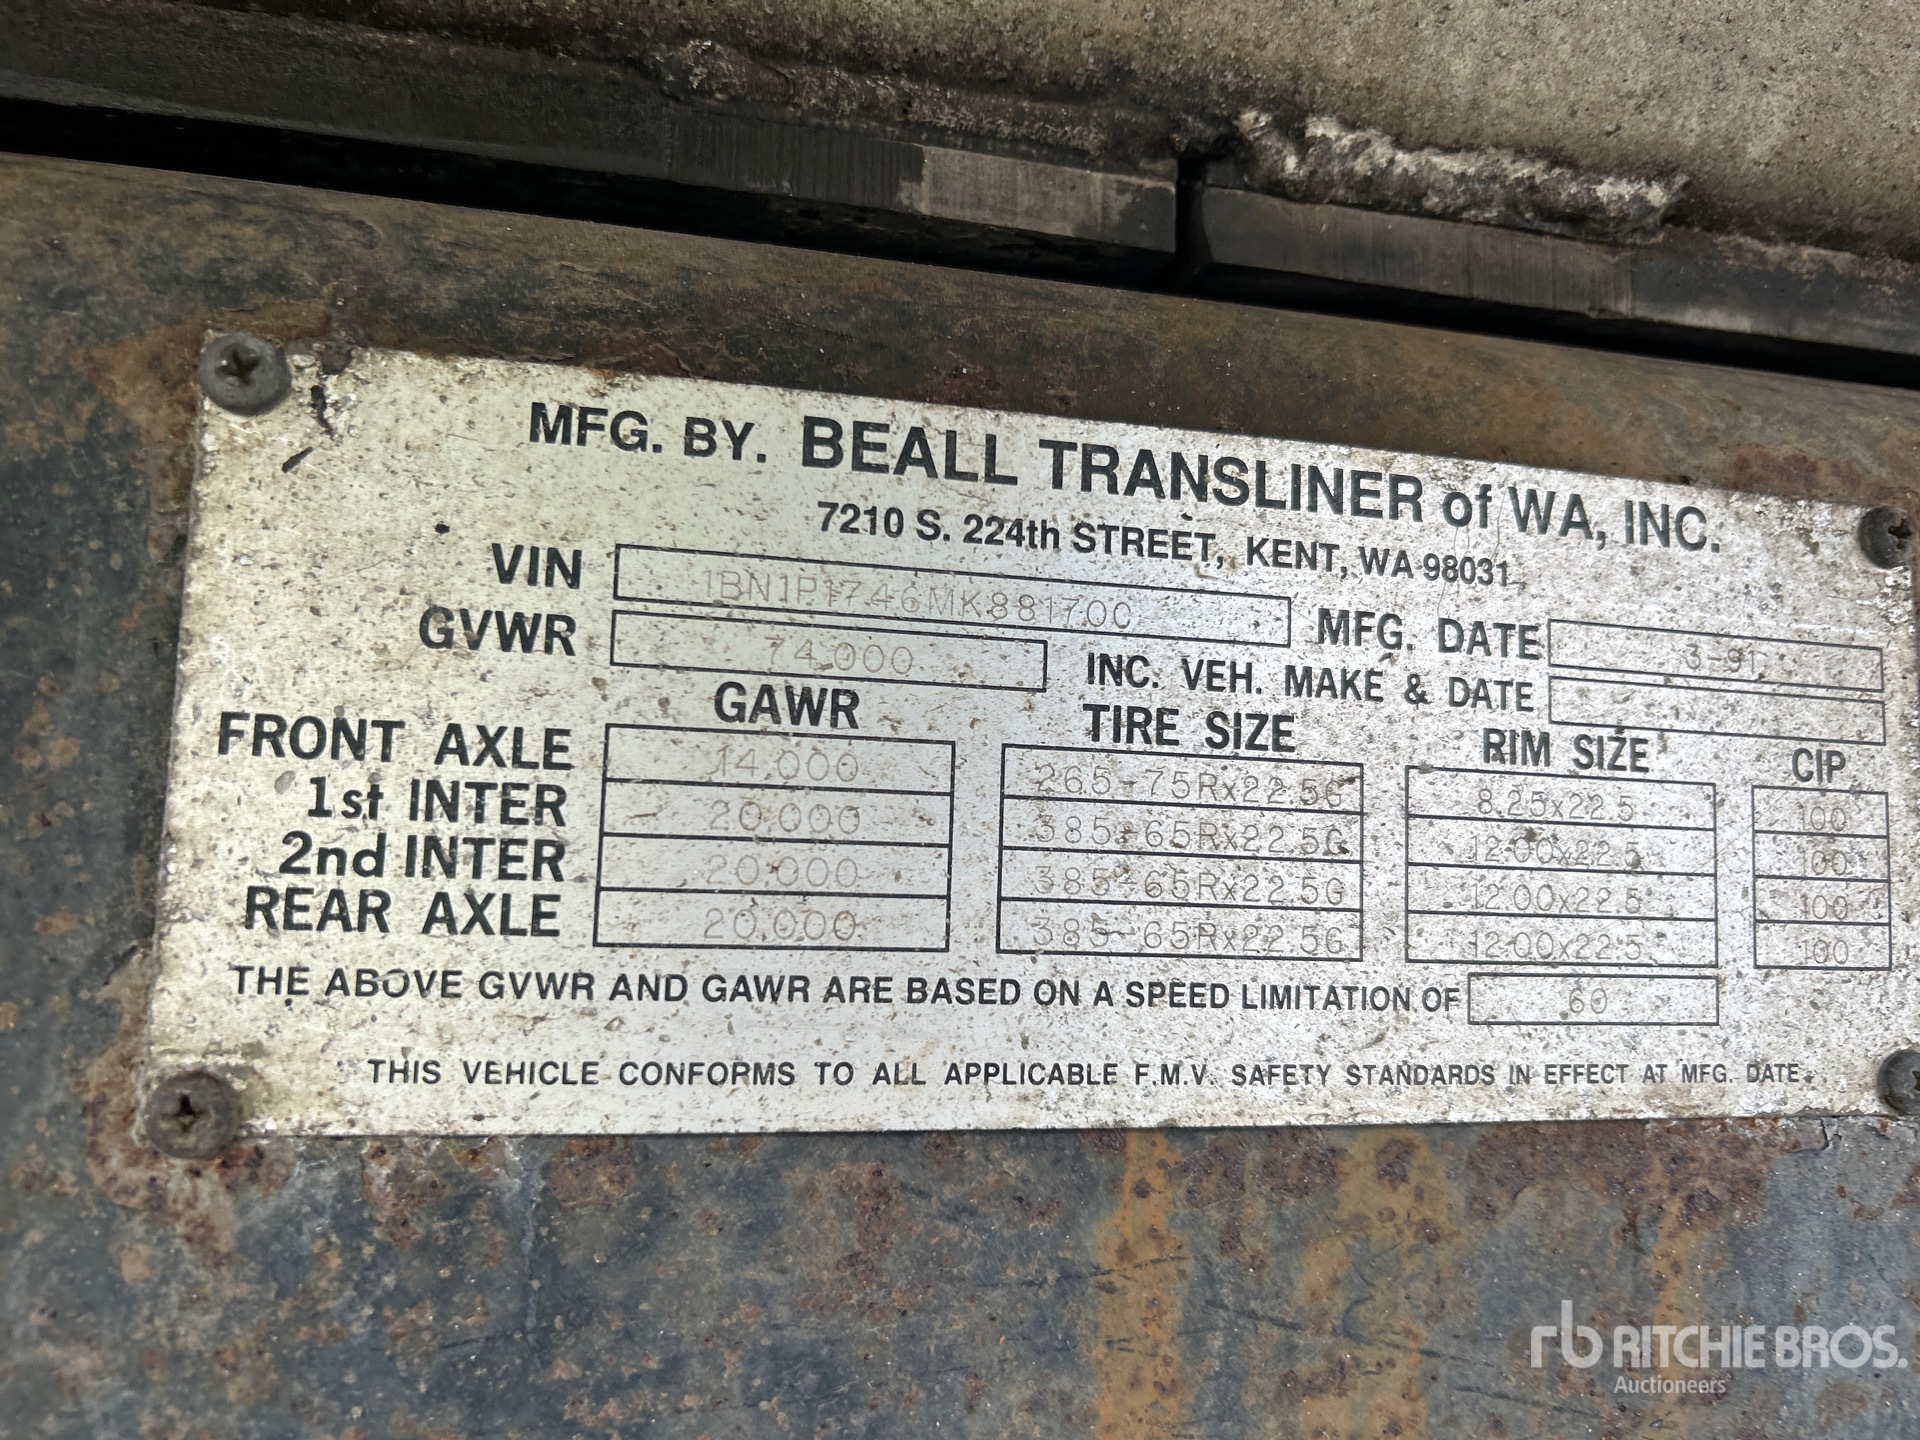 MFG. BY. BEALL TRANSLINER of WA, INC.
7210 S. 224th STREET, KENT, WA 98031
VIN 1BN1P1746MK88170C
GVWR 74.000
MFG. DATE 3-91
INC. VEH. MAKE & DATE
GAWR TIRE SIZE RIM SIZE CIP
FRONT AXLE 14.000 265-75Rx22.5G 8.25x22.5 100
1st INTER 20.000 385-65Rx22.5G 12.00x22.5 100
2nd INTER 20.000 385-65Rx22.5G 12.00x22.5 100
REAR AXLE 20.000 385-65Rx22.5G 12.00x22.5 100
THE ABOVE GVWR AND GAWR ARE BASED ON A SPEED LIMITATION OF 60
THIS VEHICLE CONFORMS TO ALL APPLICABLE F.M.V. SAFETY STANDARDS IN EFFECT AT MFG. DATE.
rb RITCHIE BROS.
Auctioneers